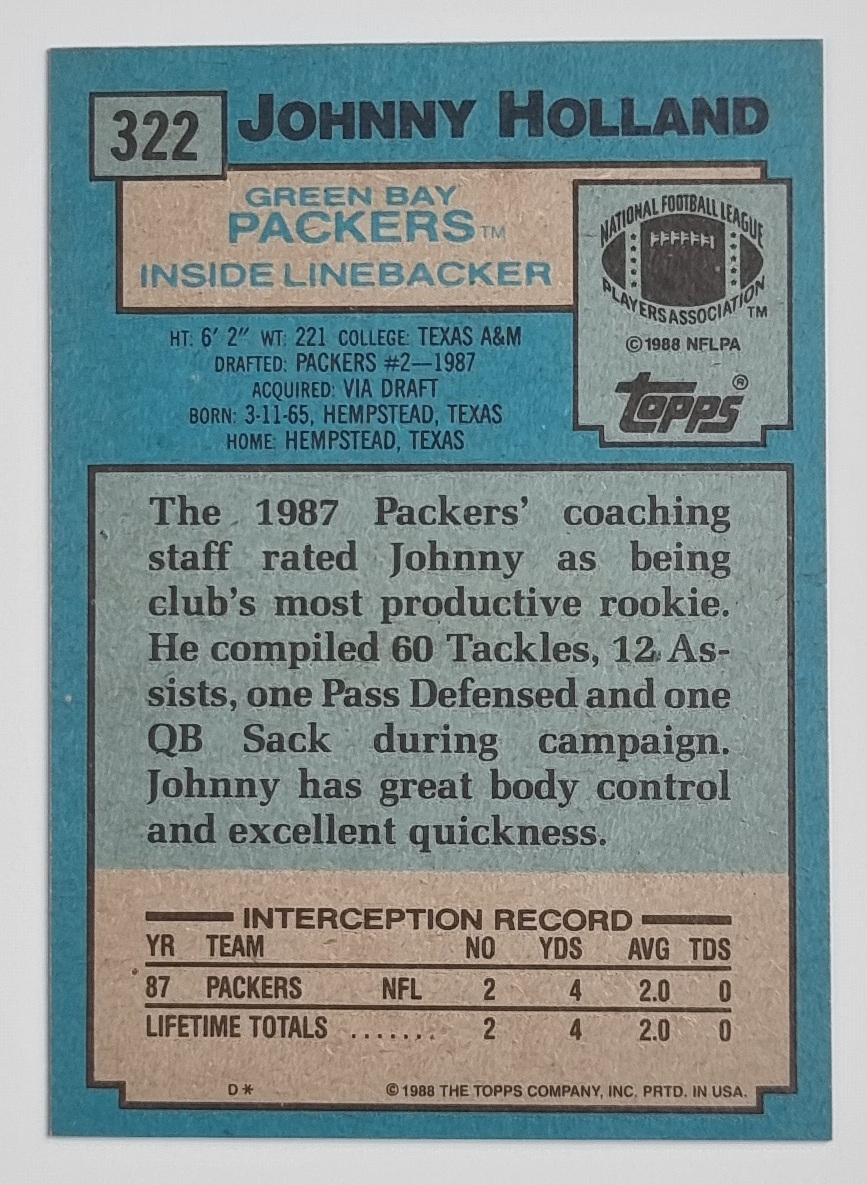 322
JOHNNY HOLLAND
GREEN BAY
PACKERS™
INSIDE LINEBACKER
NATIONAL FOOTBALL LEAGUE
PLAYERS ASSOCIATION™
©1988 NFLPA
topps®
HT: 6′ 2″ WT: 221 COLLEGE: TEXAS A&M
DRAFTED: PACKERS #2—1987
ACQUIRED: VIA DRAFT
BORN: 3-11-65, HEMPSTEAD, TEXAS
HOME: HEMPSTEAD, TEXAS
The 1987 Packers’ coaching
staff rated Johnny as being
club’s most productive rookie.
He compiled 60 Tackles, 12 As-
sists, one Pass Defensed and one
QB Sack during campaign.
Johnny has great body control
and excellent quickness.
INTERCEPTION RECORD
YR TEAM NO YDS AVG TDS
87 PACKERS NFL 2 4 2.0 0
LIFETIME TOTALS ....... 2 4 2.0 0
D* © 1988 THE TOPPS COMPANY, INC. PRTD. IN USA.